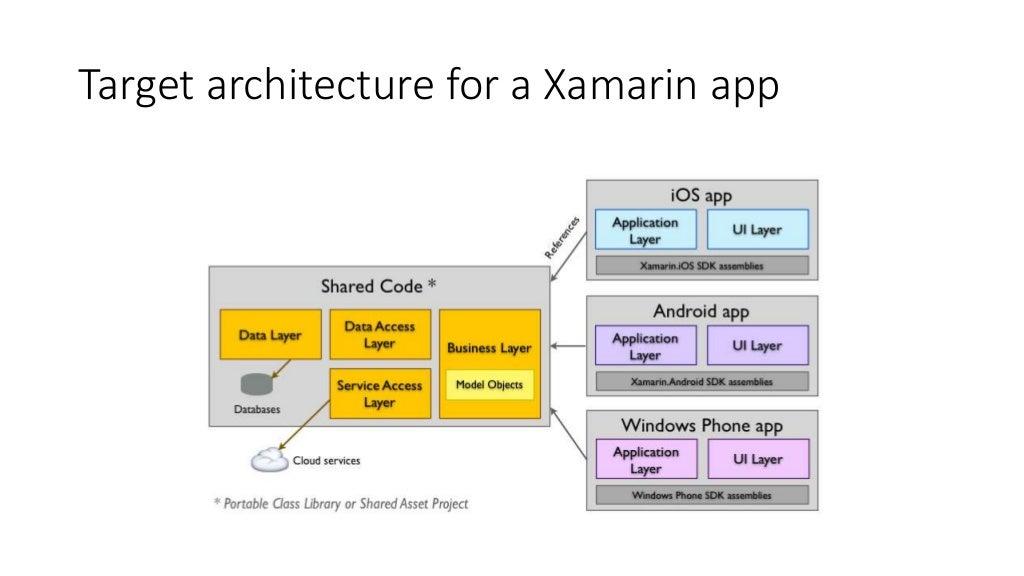 Target architecture for a Xamarin app
References
Shared Code *
Data Layer
Data Access
Layer
Business Layer
Model Objects
Service Access
Layer
Databases
Cloud services
* Portable Class Library or Shared Asset Project
iOS app
Application
Layer
UI Layer
Xamarin.iOS SDK assemblies
Android app
Application
Layer
UI Layer
Xamarin.Android SDK assemblies
Windows Phone app
Application
Layer
UI Layer
Windows Phone SDK assemblies